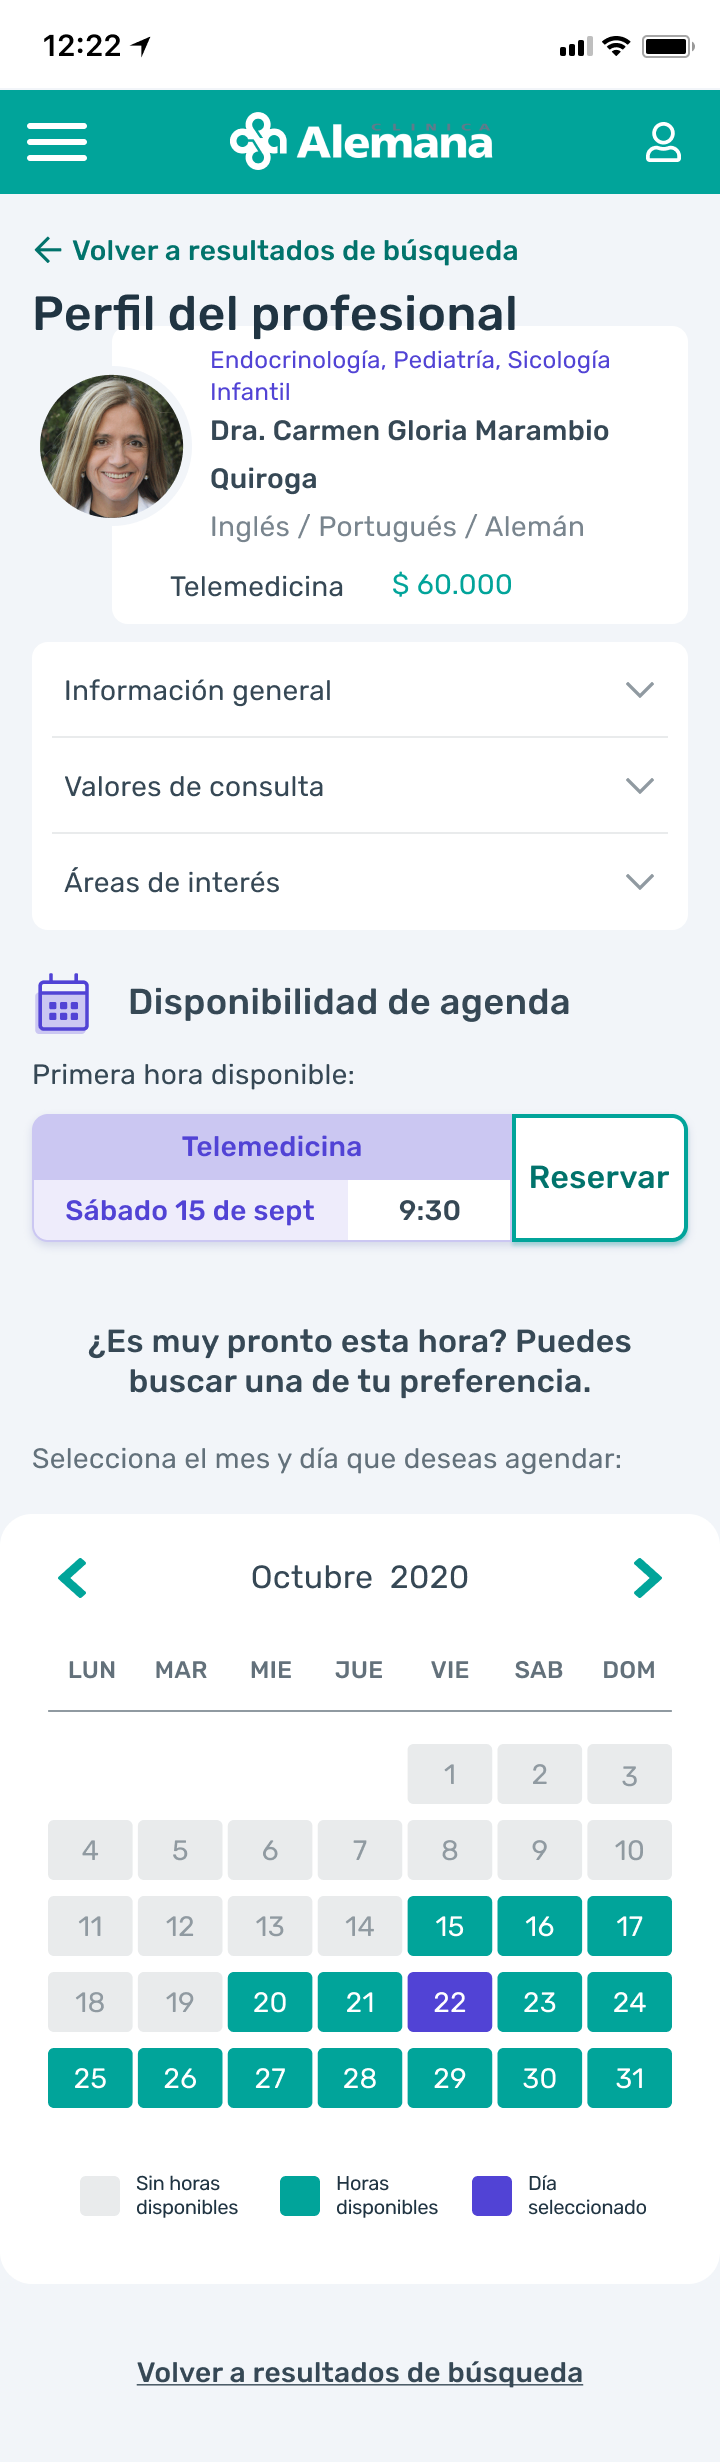 12:22
CLINICA
Alemana
Volver a resultados de búsqueda
Perfil del profesional
Endocrinología, Pediatría, Sicología
Infantil
Dra. Carmen Gloria Marambio
Quiroga
Inglés / Portugués / Alemán
Telemedicina $ 60.000
Información general
Valores de consulta
Áreas de interés
Disponibilidad de agenda
Primera hora disponible:
Telemedicina
Sábado 15 de sept 9:30
Reservar
¿Es muy pronto esta hora? Puedes
buscar una de tu preferencia.
Selecciona el mes y día que deseas agendar:
Octubre 2020
LUN MAR MIE JUE VIE SAB DOM
1 2 3
4 5 6 7 8 9 10
11 12 13 14 15 16 17
18 19 20 21 22 23 24
25 26 27 28 29 30 31
Sin horas
disponibles
Horas
disponibles
Día
seleccionado
Volver a resultados de búsqueda